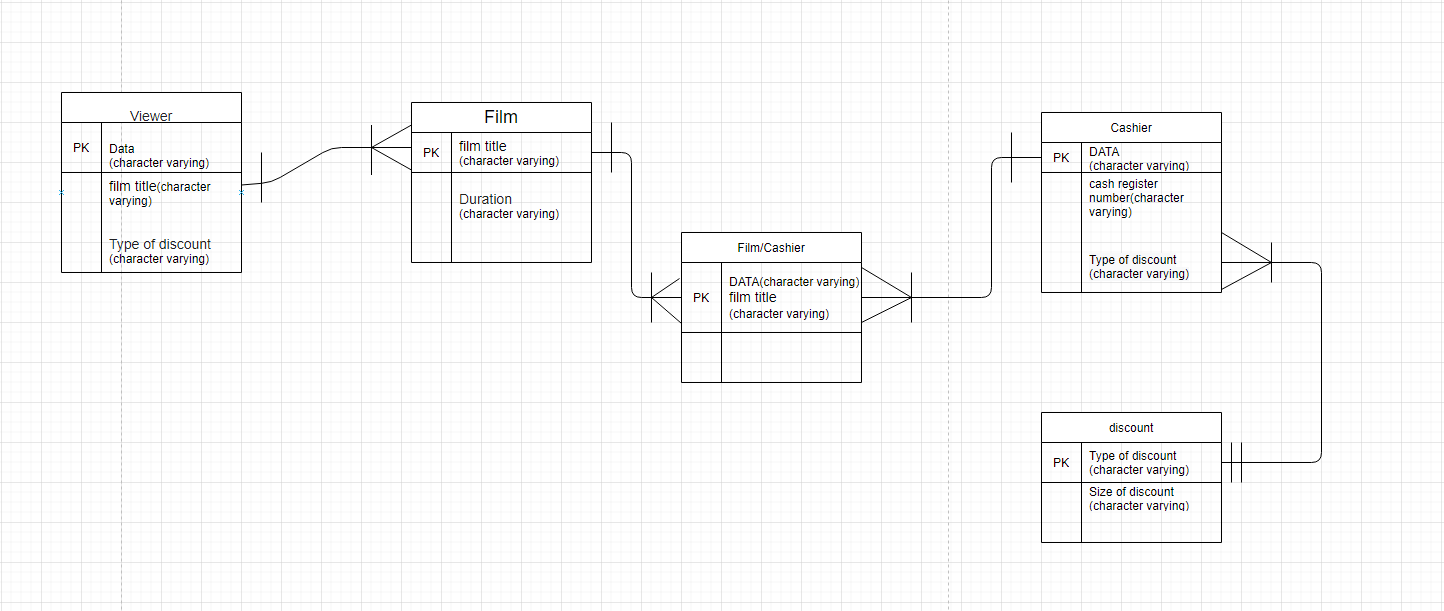 Viewer
PK
Data
(character varying)
film title(character
varying)
Type of discount
(character varying)
Film
PK
film title
(character varying)
Duration
(character varying)
Film/Cashier
PK
DATA(character varying)
film title
(character varying)
Cashier
PK
DATA
(character varying)
cash register
number(character
varying)
Type of discount
(character varying)
discount
PK
Type of discount
(character varying)
Size of discount
(character varying)